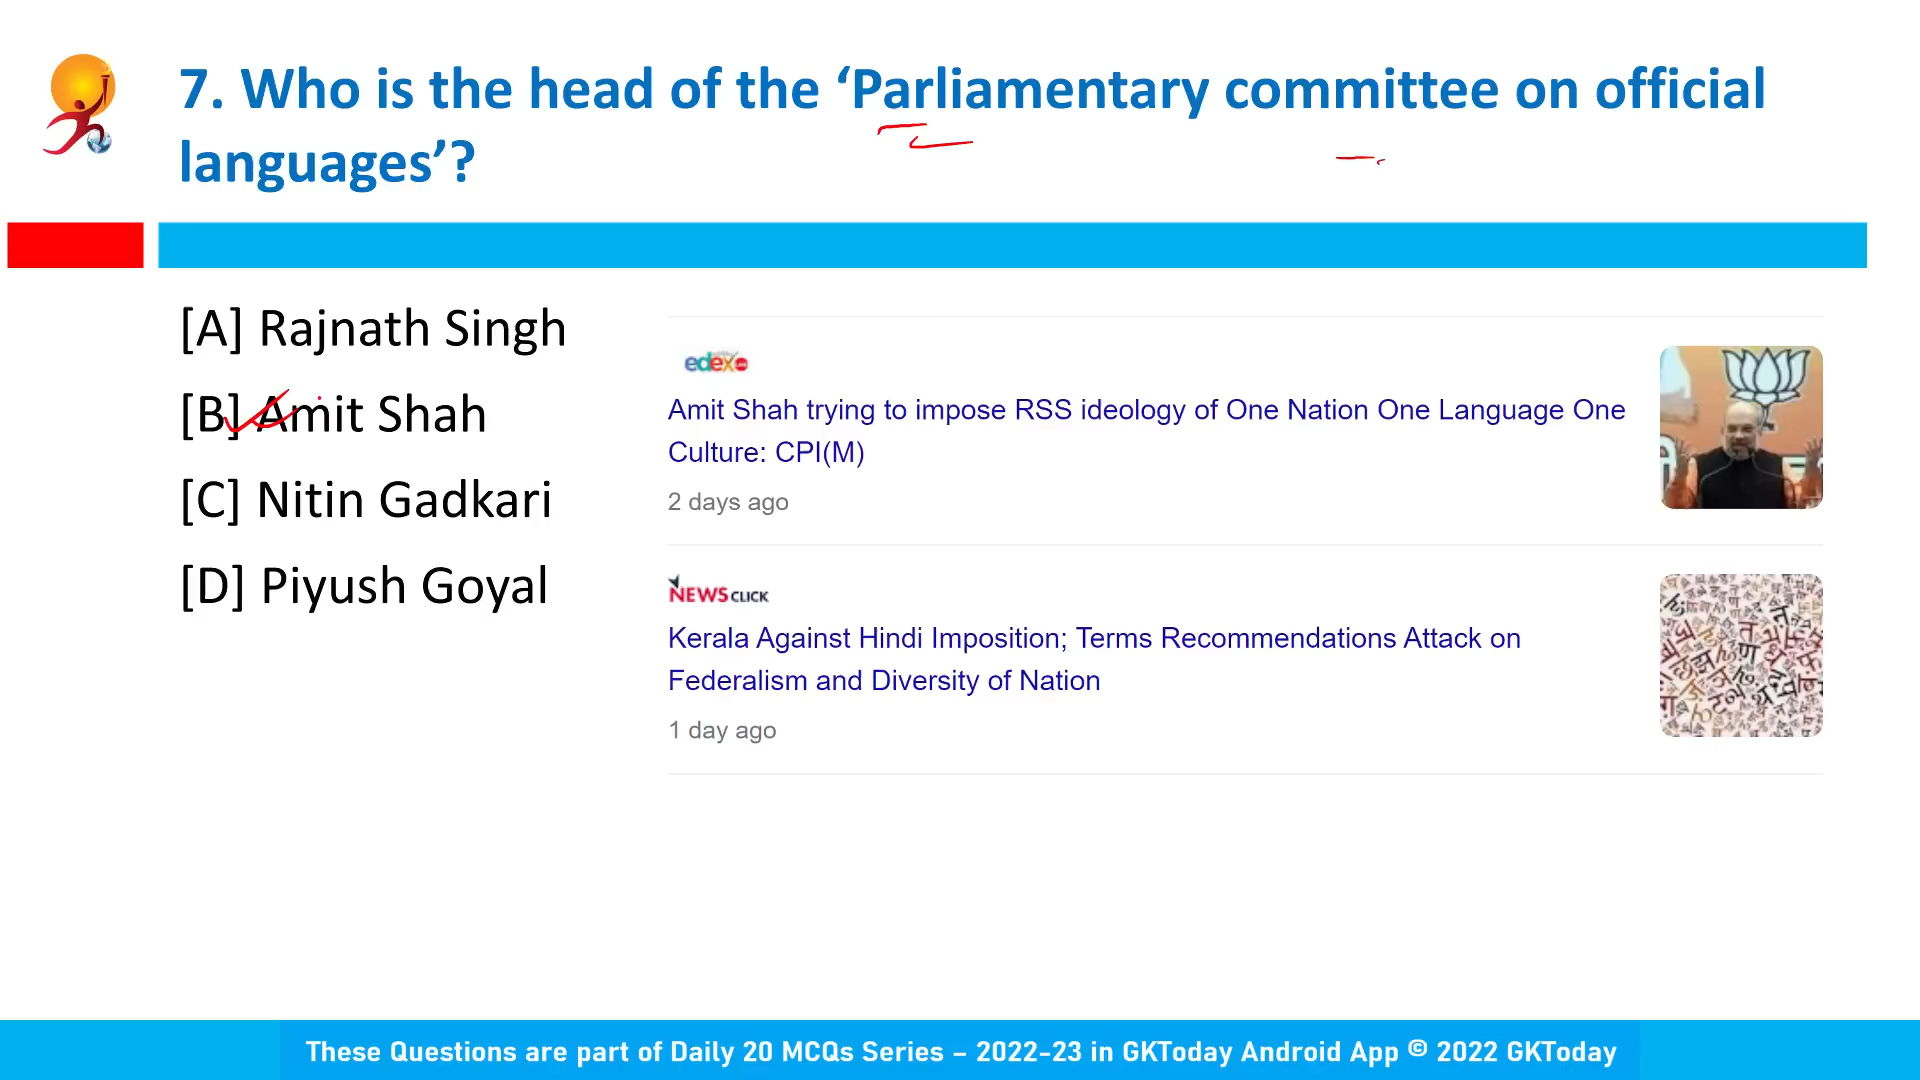 7. Who is the head of the ‘Parliamentary committee on official
languages’?
[A] Rajnath Singh
[B] Amit Shah
[C] Nitin Gadkari
[D] Piyush Goyal
edex
Amit Shah trying to impose RSS ideology of One Nation One Language One
Culture: CPI(M)
2 days ago
NEWS CLICK
Kerala Against Hindi Imposition; Terms Recommendations Attack on
Federalism and Diversity of Nation
1 day ago
These Questions are part of Daily 20 MCQs Series – 2022-23 in GKToday Android App © 2022 GKToday